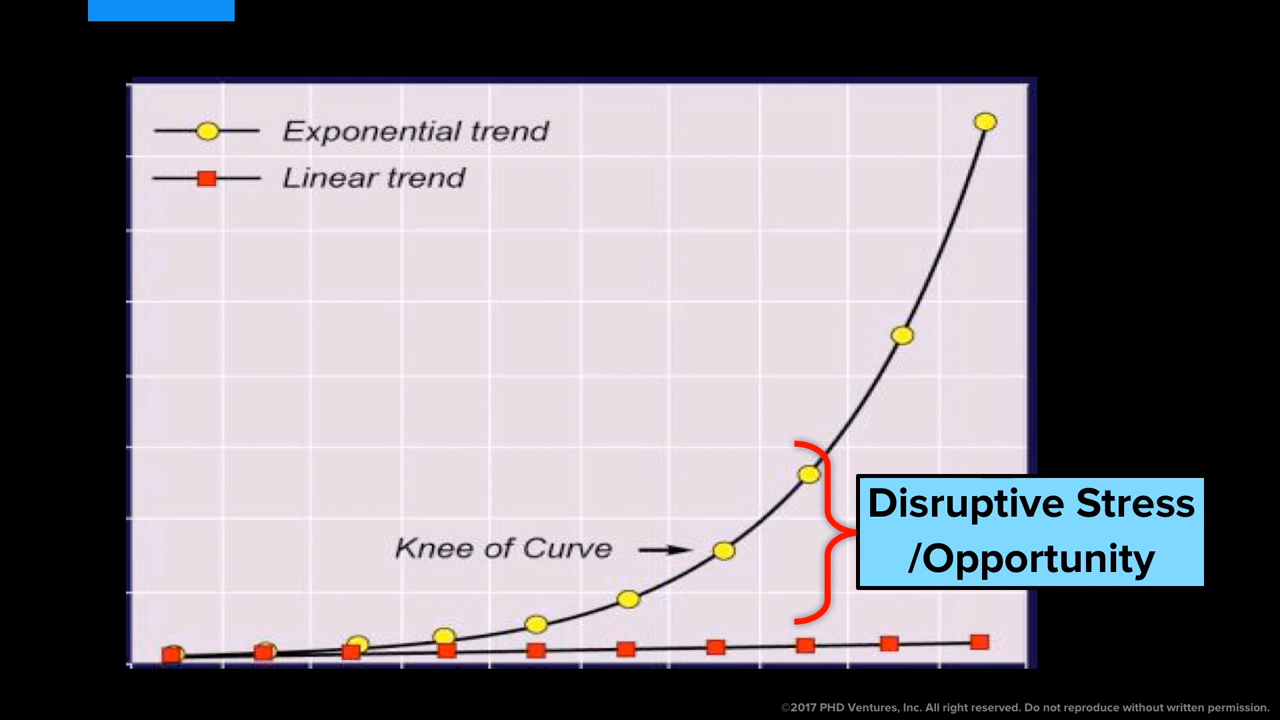 Exponential trend
Linear trend
Knee of Curve
Disruptive Stress
/Opportunity
©2017 PHD Ventures, Inc. All right reserved. Do not reproduce without written permission.